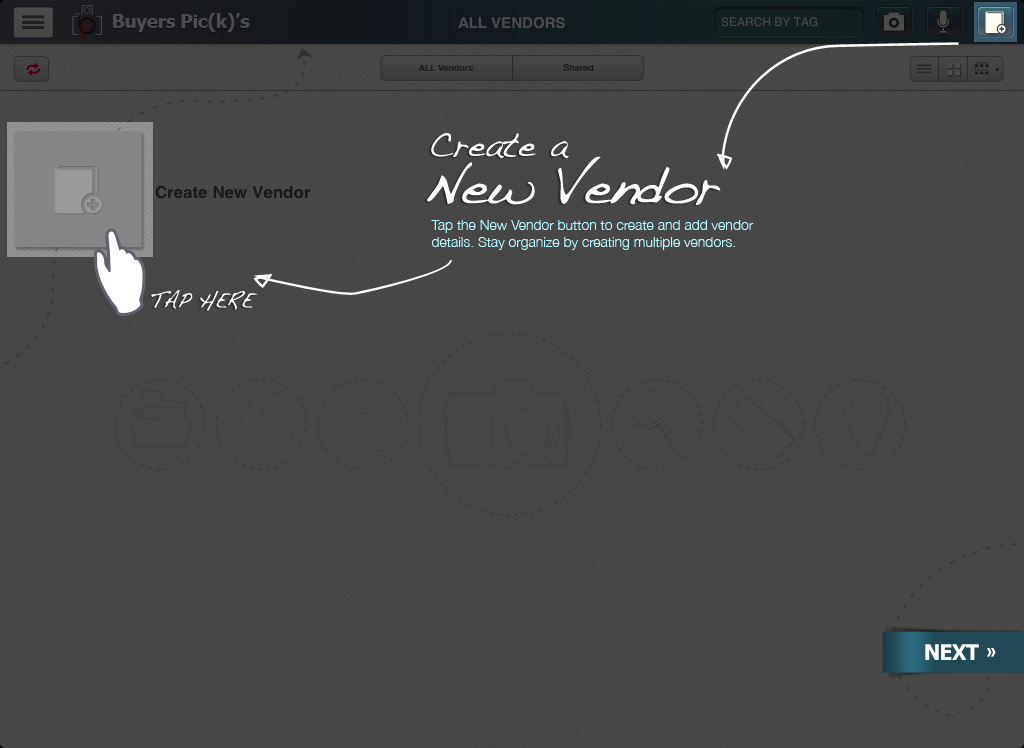 Buyers Pic(k)'s
ALL VENDORS
SEARCH BY TAG
ALL Vendors
Shared
Create a
New Vendor
Create New Vendor
Tap the New Vendor button to create and add vendor
details. Stay organize by creating multiple vendors.
TAP HERE
NEXT »